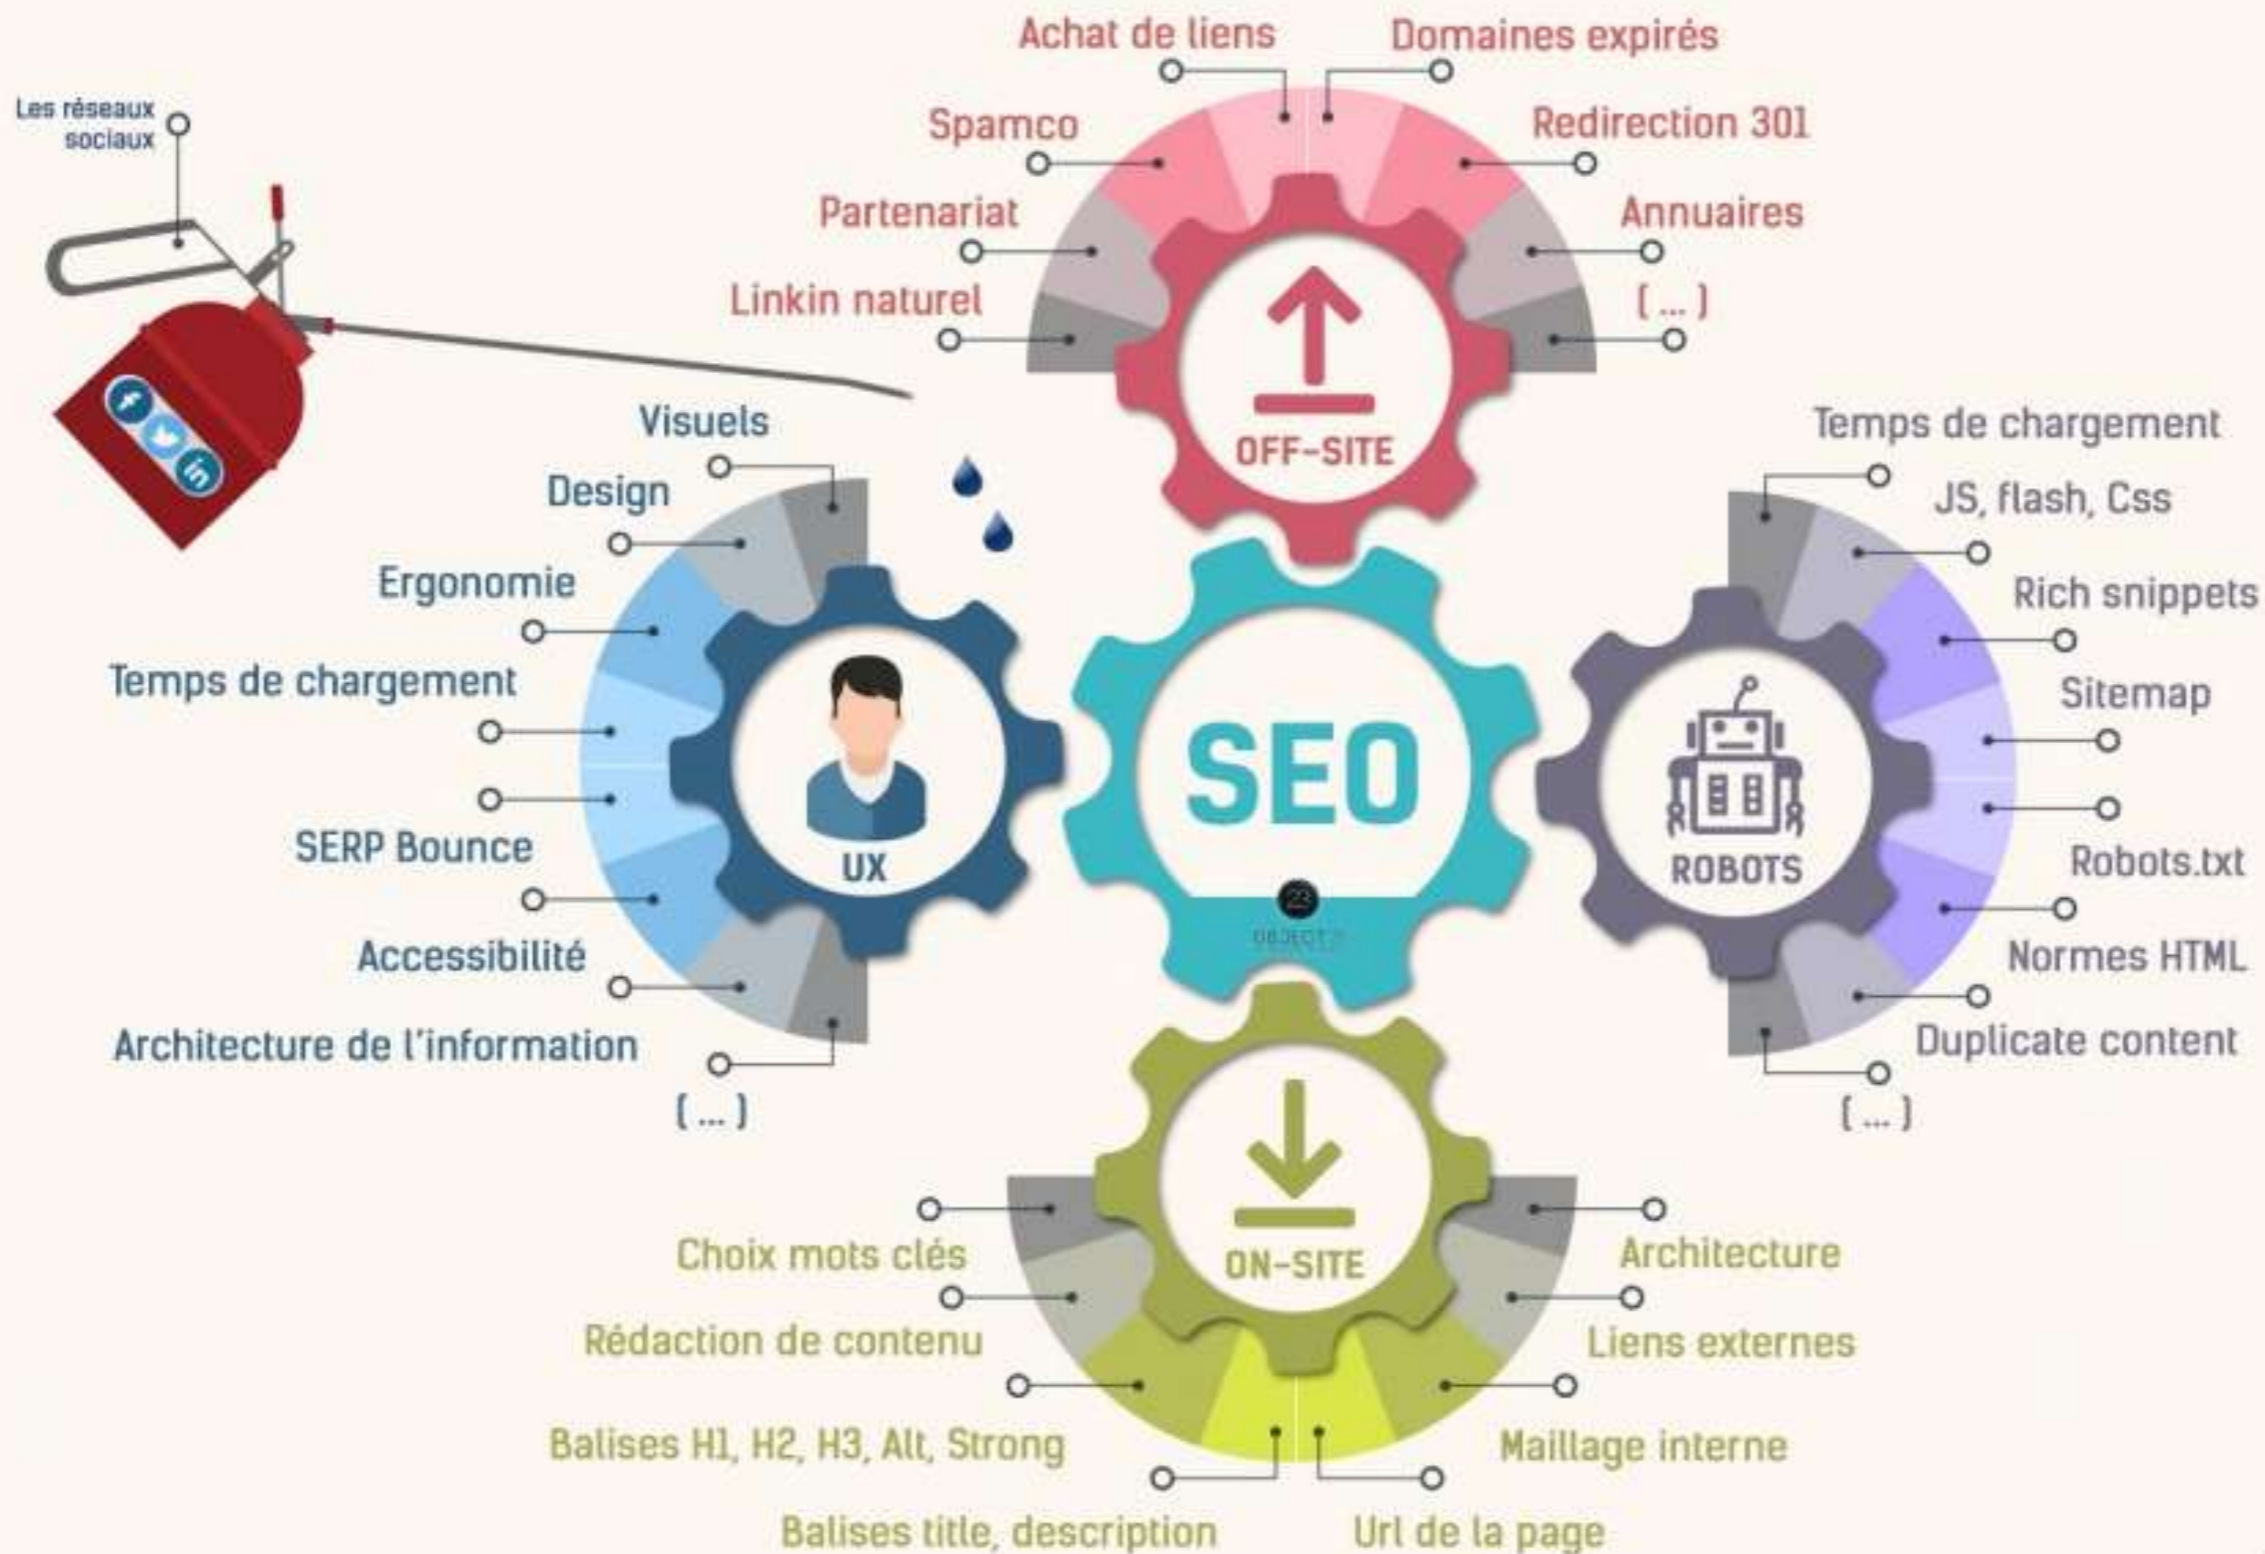 Achat de liens
Domaines expirés
Les réseaux
sociaux
Spamco
Redirection 301
Partenariat
Annuaires
Linkin naturel
( ... )
OFF-SITE
f
in
Visuels
Design
Ergonomie
Temps de chargement
SERP Bounce
Accessibilité
Architecture de l'information
( ... )
UX
SEO
23
OBJECT
Temps de chargement
JS, flash, Css
Rich snippets
Sitemap
Robots.txt
Normes HTML
Duplicate content
( ... )
ROBOTS
ON-SITE
Choix mots clés
Rédaction de contenu
Balises H1, H2, H3, Alt, Strong
Balises title, description
Architecture
Liens externes
Maillage interne
Url de la page